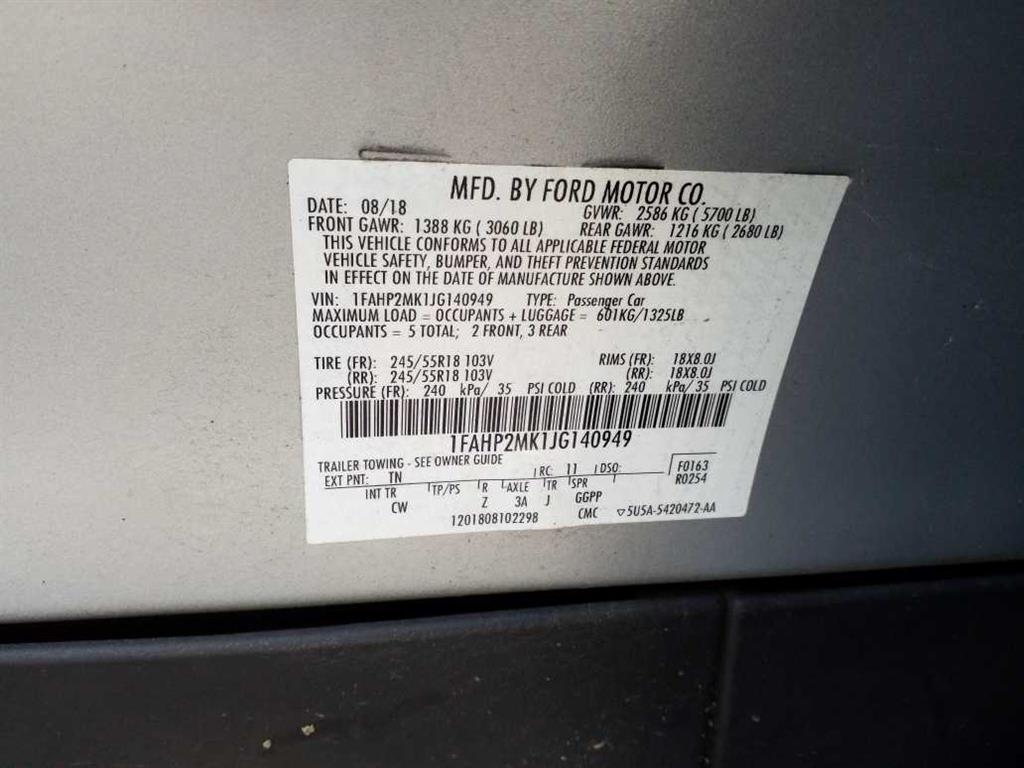 MFD. BY FORD MOTOR CO.
DATE: 08/18 GVWR: 2586 KG ( 5700 LB)
FRONT GAWR: 1388 KG ( 3060 LB) REAR GAWR: 1216 KG ( 2680 LB)
THIS VEHICLE CONFORMS TO ALL APPLICABLE FEDERAL MOTOR
VEHICLE SAFETY, BUMPER, AND THEFT PREVENTION STANDARDS
IN EFFECT ON THE DATE OF MANUFACTURE SHOWN ABOVE.
VIN: 1FAHP2MK1JG140949 TYPE: Passenger Car
MAXIMUM LOAD = OCCUPANTS + LUGGAGE = 601KG/1325LB
OCCUPANTS = 5 TOTAL; 2 FRONT, 3 REAR
TIRE (FR): 245/55R18 103V RIMS (FR): 18X8.0J
(RR): 245/55R18 103V (RR): 18X8.0J
PRESSURE (FR): 240 kPa/ 35 PSI COLD (RR): 240 kPa/ 35 PSI COLD
1FAHP2MK1JG140949
TRAILER TOWING - SEE OWNER GUIDE
EXT PNT: TN RC: 11 DSO: F0163
R0254
INT TR TP/PS R AXLE TR SPR
CW Z 3A J GGPP
1201808102298 CMC ▽5U5A-5420472-AA